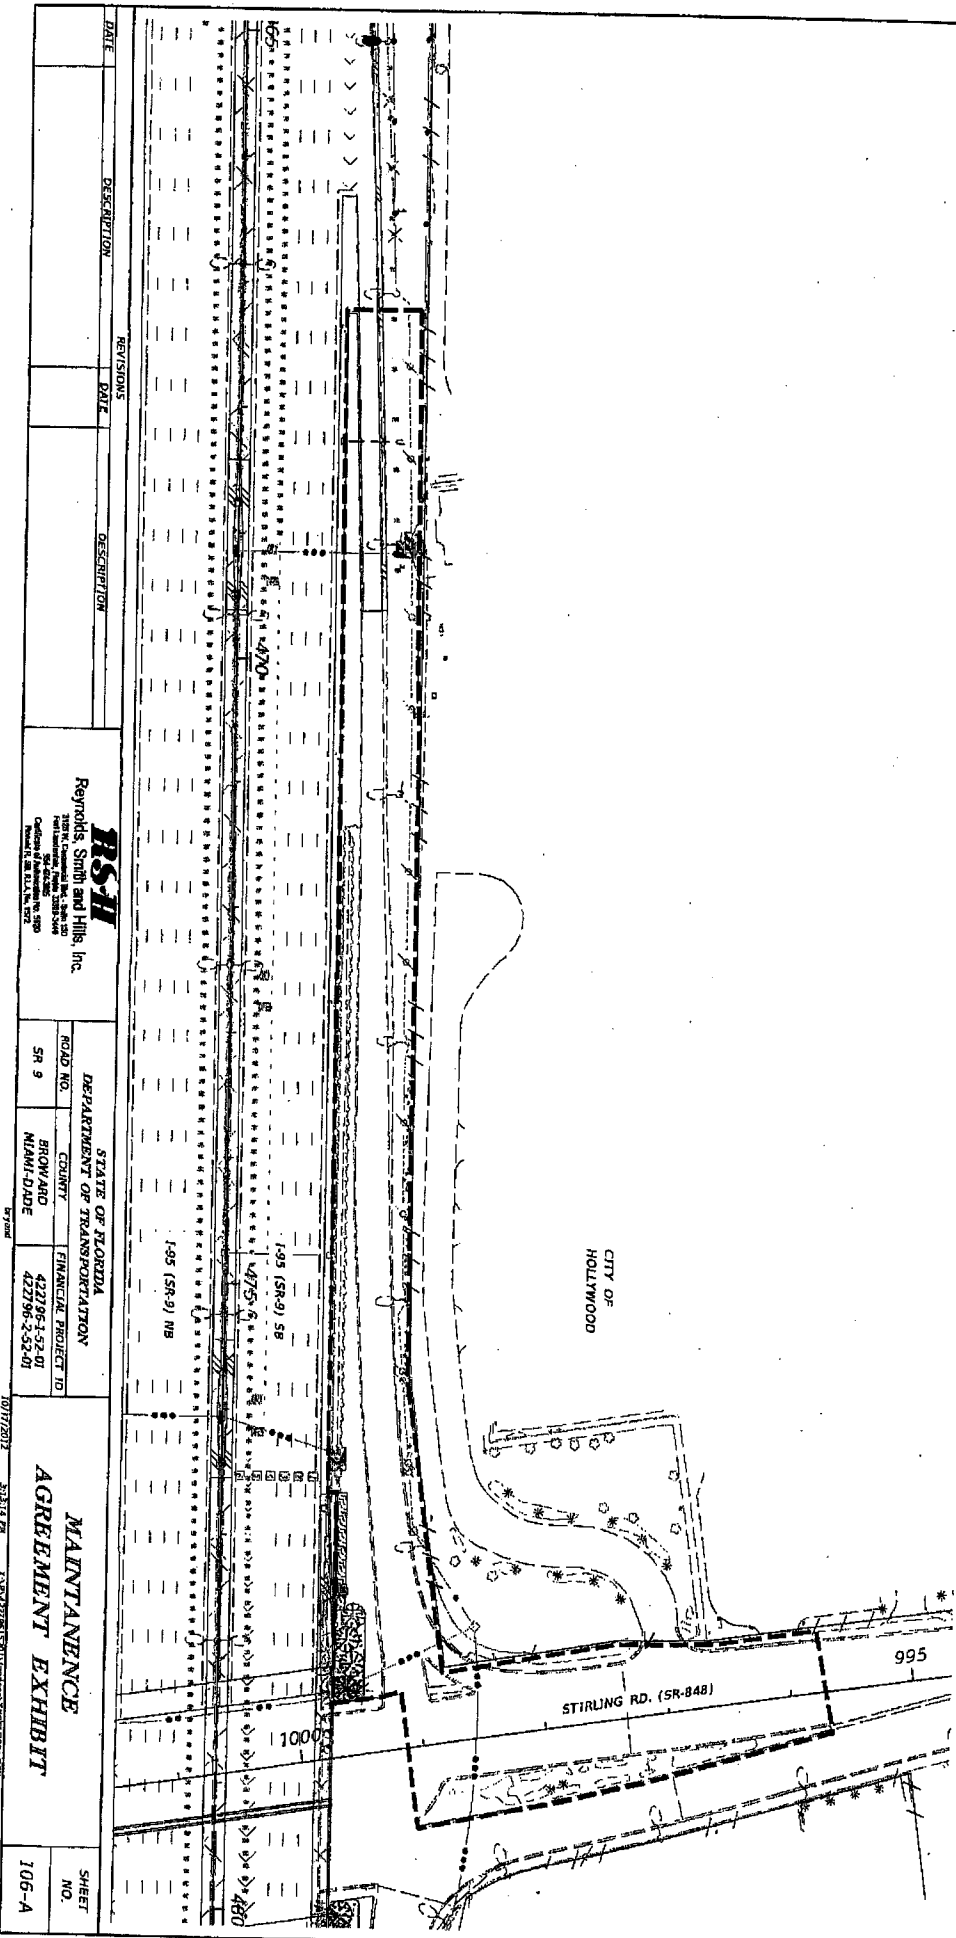 CITY OF
HOLLYWOOD
995
STIRLING RD. (SR-848)
1000
465
470
475
480
I-95 (SR-9) SB
I-95 (SR-9) NB
REVISIONS
DATE
DESCRIPTION
DATE
DESCRIPTION
RS&H
Reynolds, Smith and Hills, Inc.
STATE OF FLORIDA
DEPARTMENT OF TRANSPORTATION
ROAD NO.
COUNTY
FINANCIAL PROJECT ID
SR 9
BROWARD
MIAMI-DADE
422796-1-52-01
422796-2-52-01
MAINTANENCE
AGREEMENT EXHIBIT
SHEET
NO.
106-A
bryand
10/17/2012